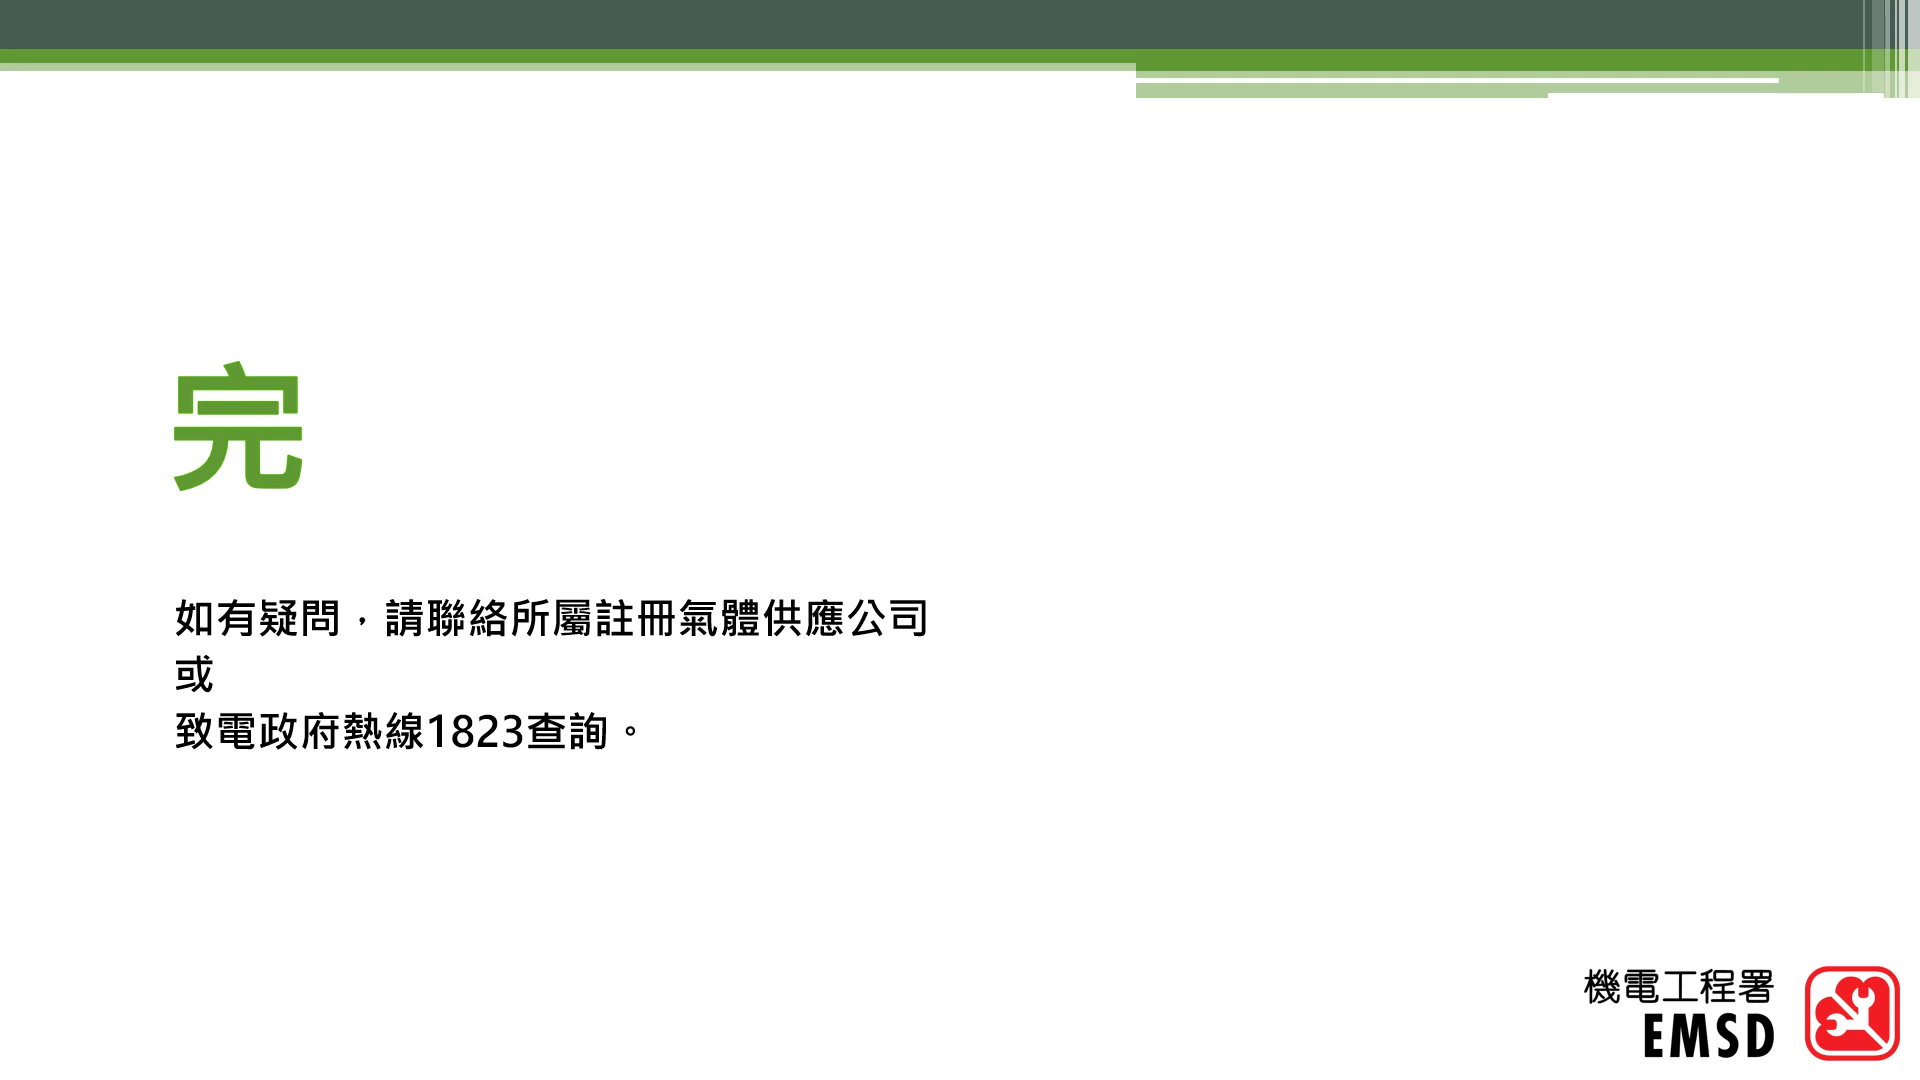 完
如有疑問，請聯絡所屬註冊氣體供應公司
或
致電政府熱線1823查詢。
機電工程署
EMSD